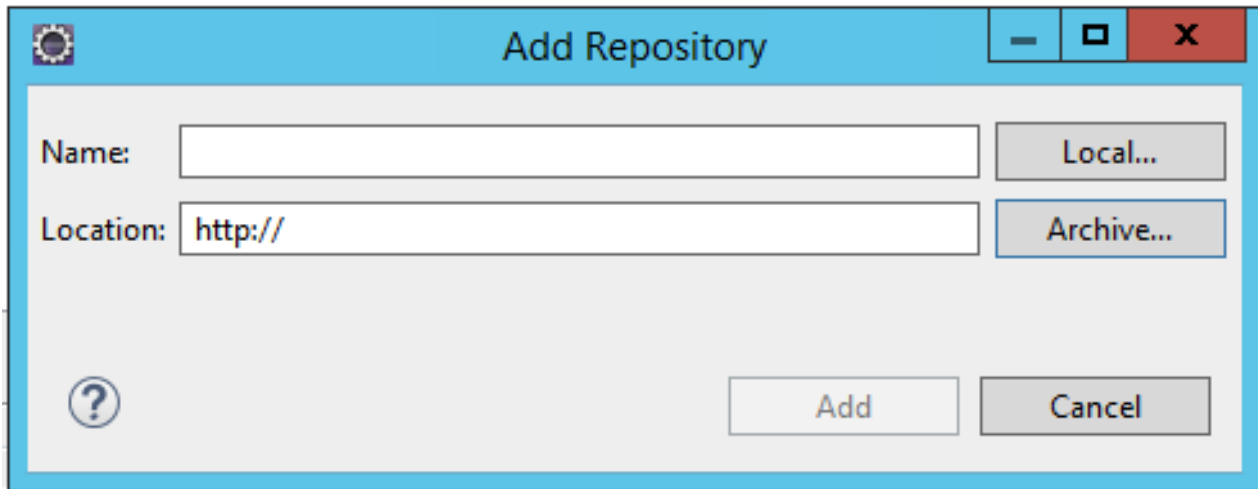 Add Repository
Name: Local...
Location: http:// Archive...
? Add Cancel